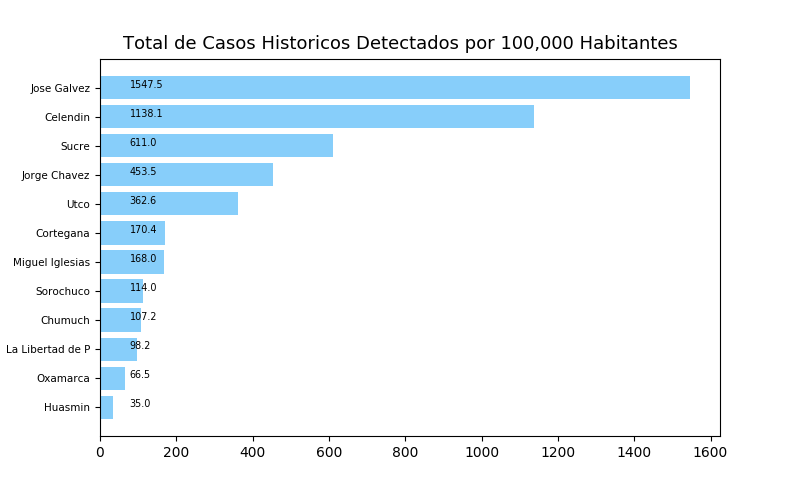 Total de Casos Historicos Detectados por 100,000 Habitantes
Jose Galvez 1547.5
Celendin 1138.1
Sucre 611.0
Jorge Chavez 453.5
Utco 362.6
Cortegana 170.4
Miguel Iglesias 168.0
Sorochuco 114.0
Chumuch 107.2
La Libertad de P 98.2
Oxamarca 66.5
Huasmin 35.0
0 200 400 600 800 1000 1200 1400 1600